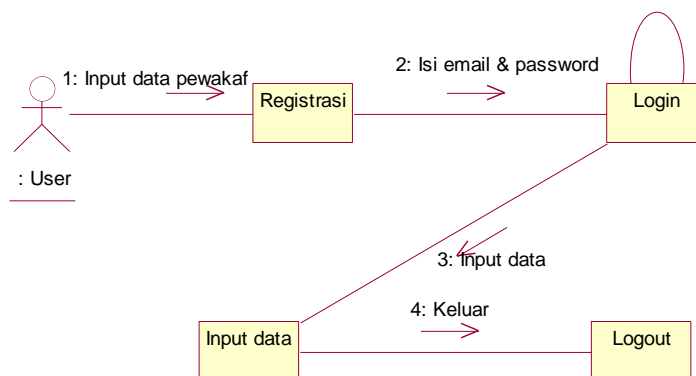 1: Input data pewakaf
2: Isi email & password
Registrasi
Login
: User
3: Input data
4: Keluar
Input data
Logout